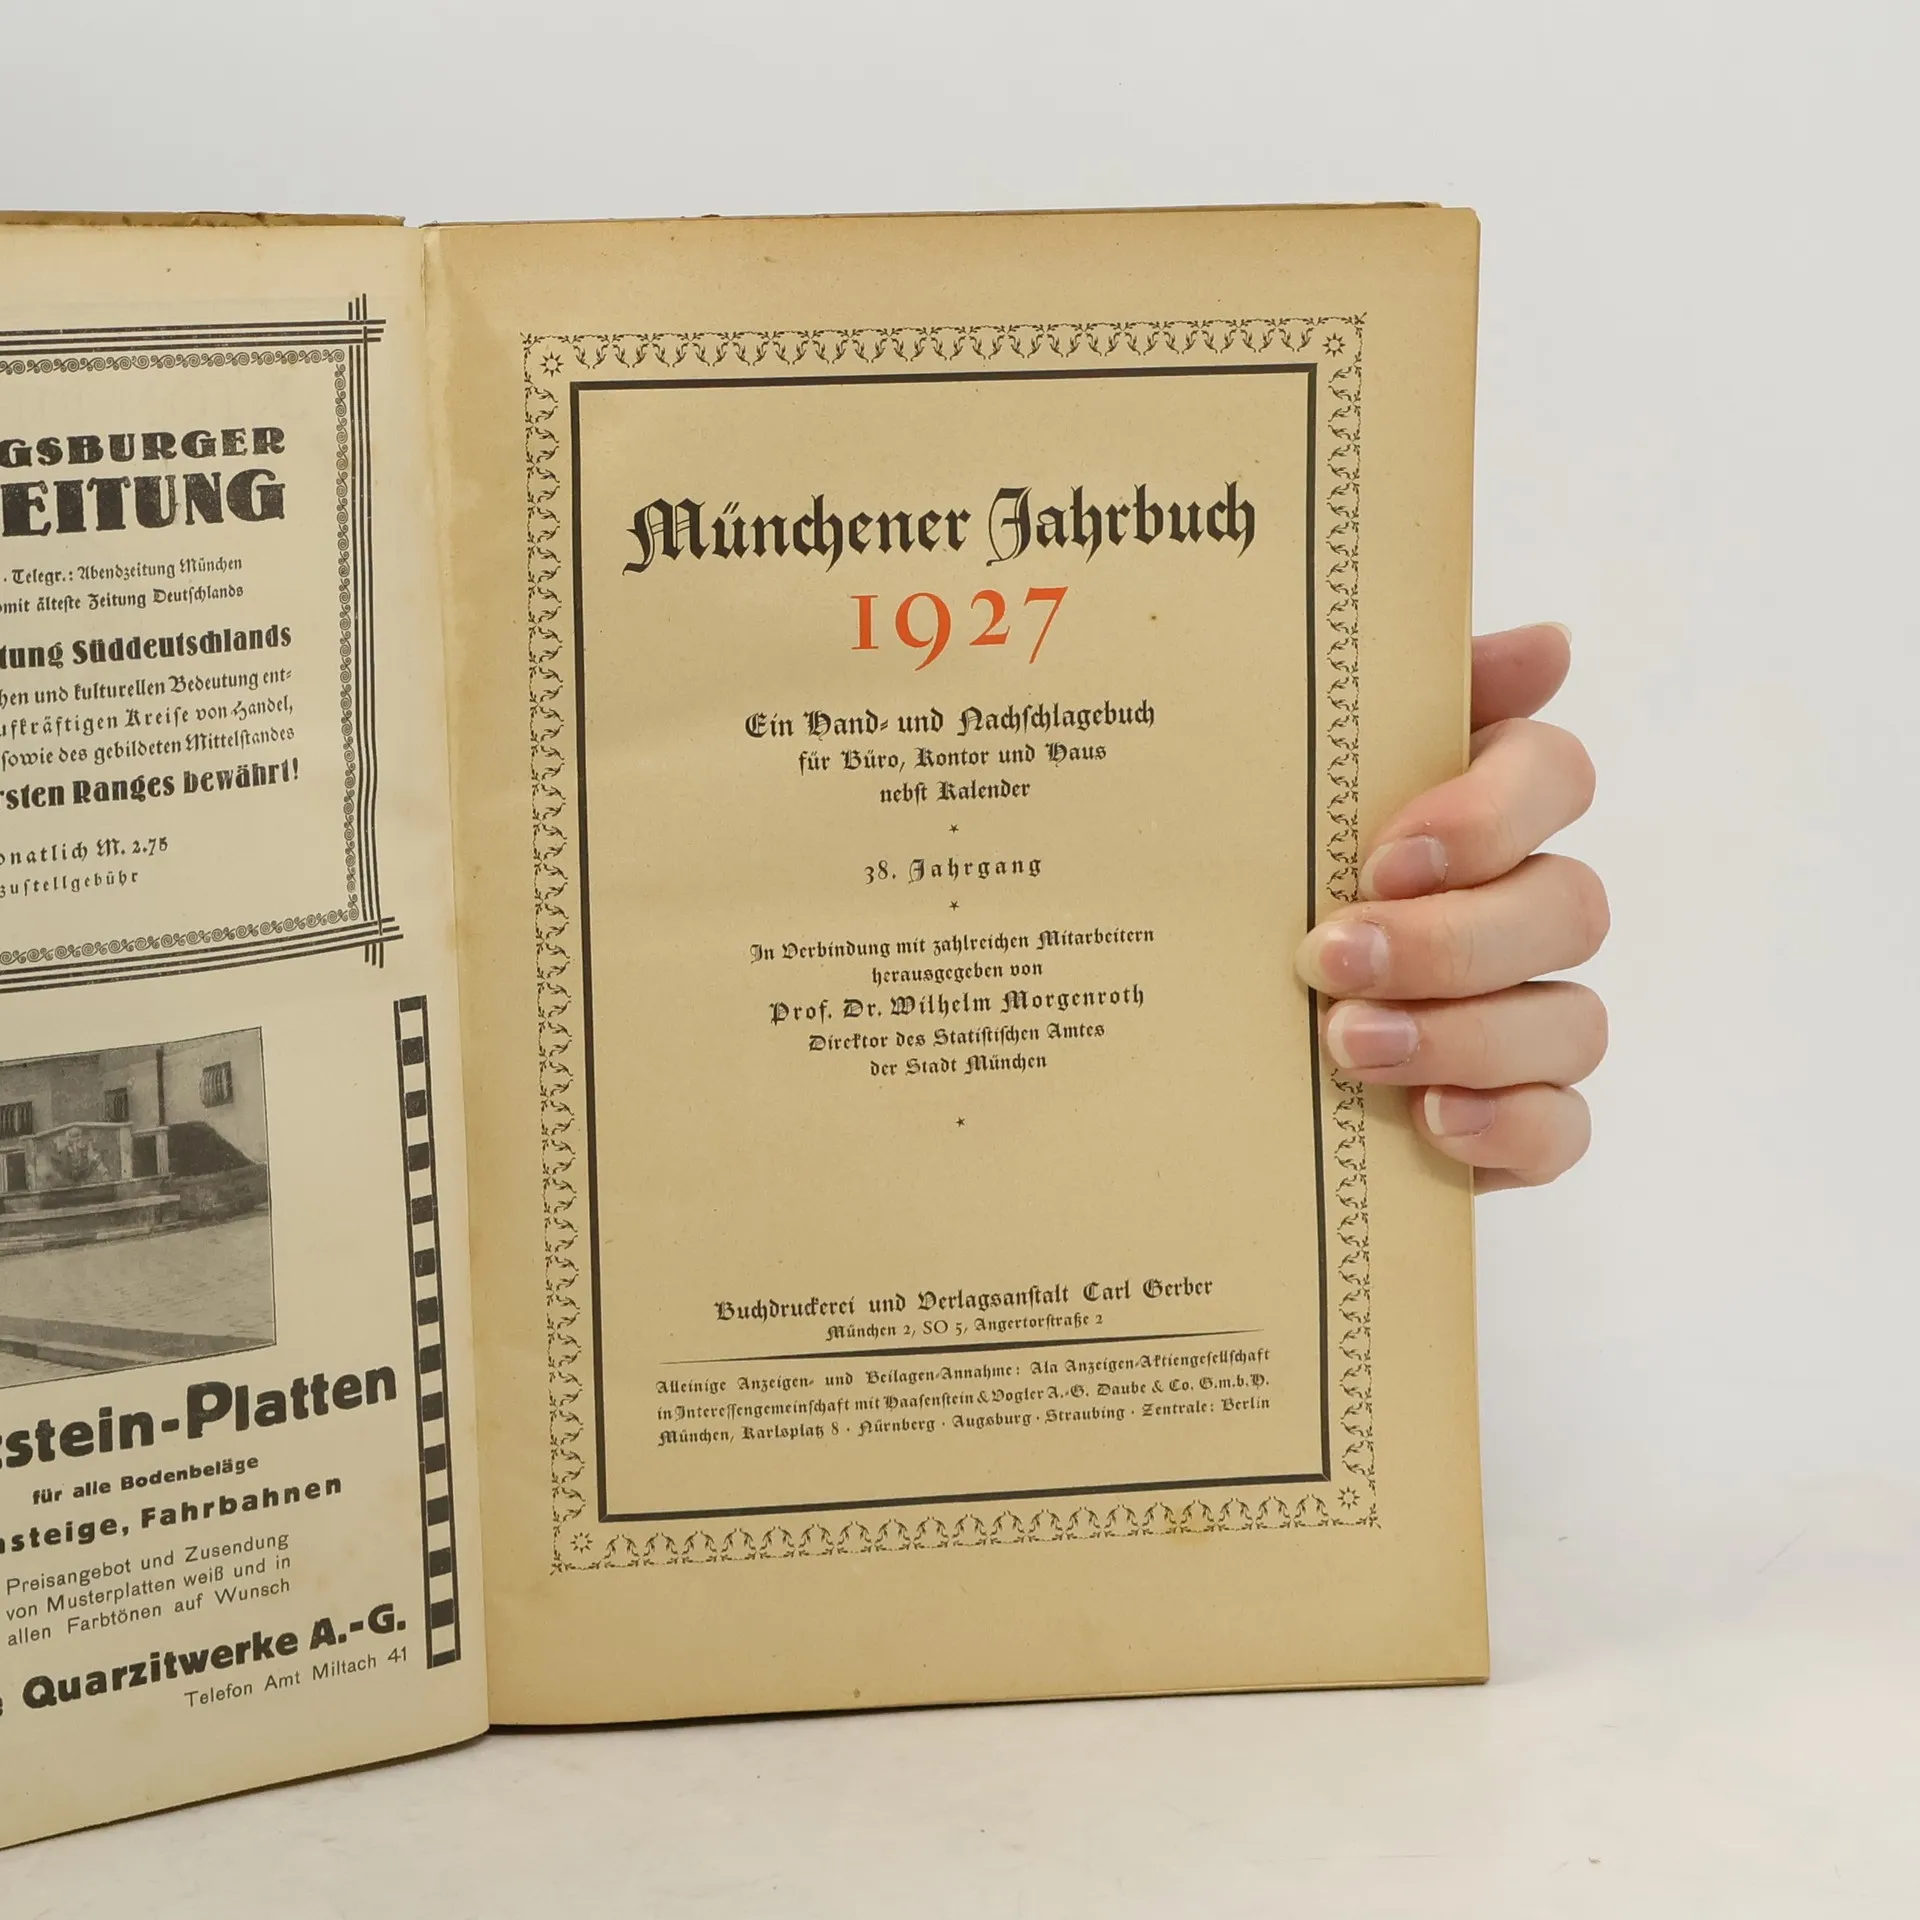 GSBURGER
EITUNG
. Telegr.: Abendzeitung München
omit älteste Zeitung Deutschlands
tung Süddeutschlands
hen und kulturellen Bedeutung ent-
ufkräftigen Kreise von Handel,
sowie des gebildeten Mittelstandes
rsten Ranges bewährt!
onatlich M. 2.75
zustellgebühr
stein-Platten
für alle Bodenbeläge
nsteige, Fahrbahnen
Preisangebot und Zusendung
von Musterplatten weiß und in
allen Farbtönen auf Wunsch
e Quarzitwerke A.-G.
Telefon Amt Miltach 41
Münchener Jahrbuch
1927
Ein Hand- und Nachschlagebuch
für Büro, Kontor und Haus
nebst Kalender
38. Jahrgang
In Verbindung mit zahlreichen Mitarbeitern
herausgegeben von
Prof. Dr. Wilhelm Morgenroth
Direktor des Statistischen Amtes
der Stadt München
Buchdruckerei und Verlagsanstalt Carl Gerber
München 2, SO 5, Angertorstraße 2
Alleinige Anzeigen- und Beilagen-Annahme: Ala Anzeigen-Aktiengesellschaft
in Interessengemeinschaft mit Haasenstein & Vogler A.-G. Daube & Co. G.m.b.H.
München, Karlsplatz 8 · Nürnberg · Augsburg · Straubing · Zentrale: Berlin